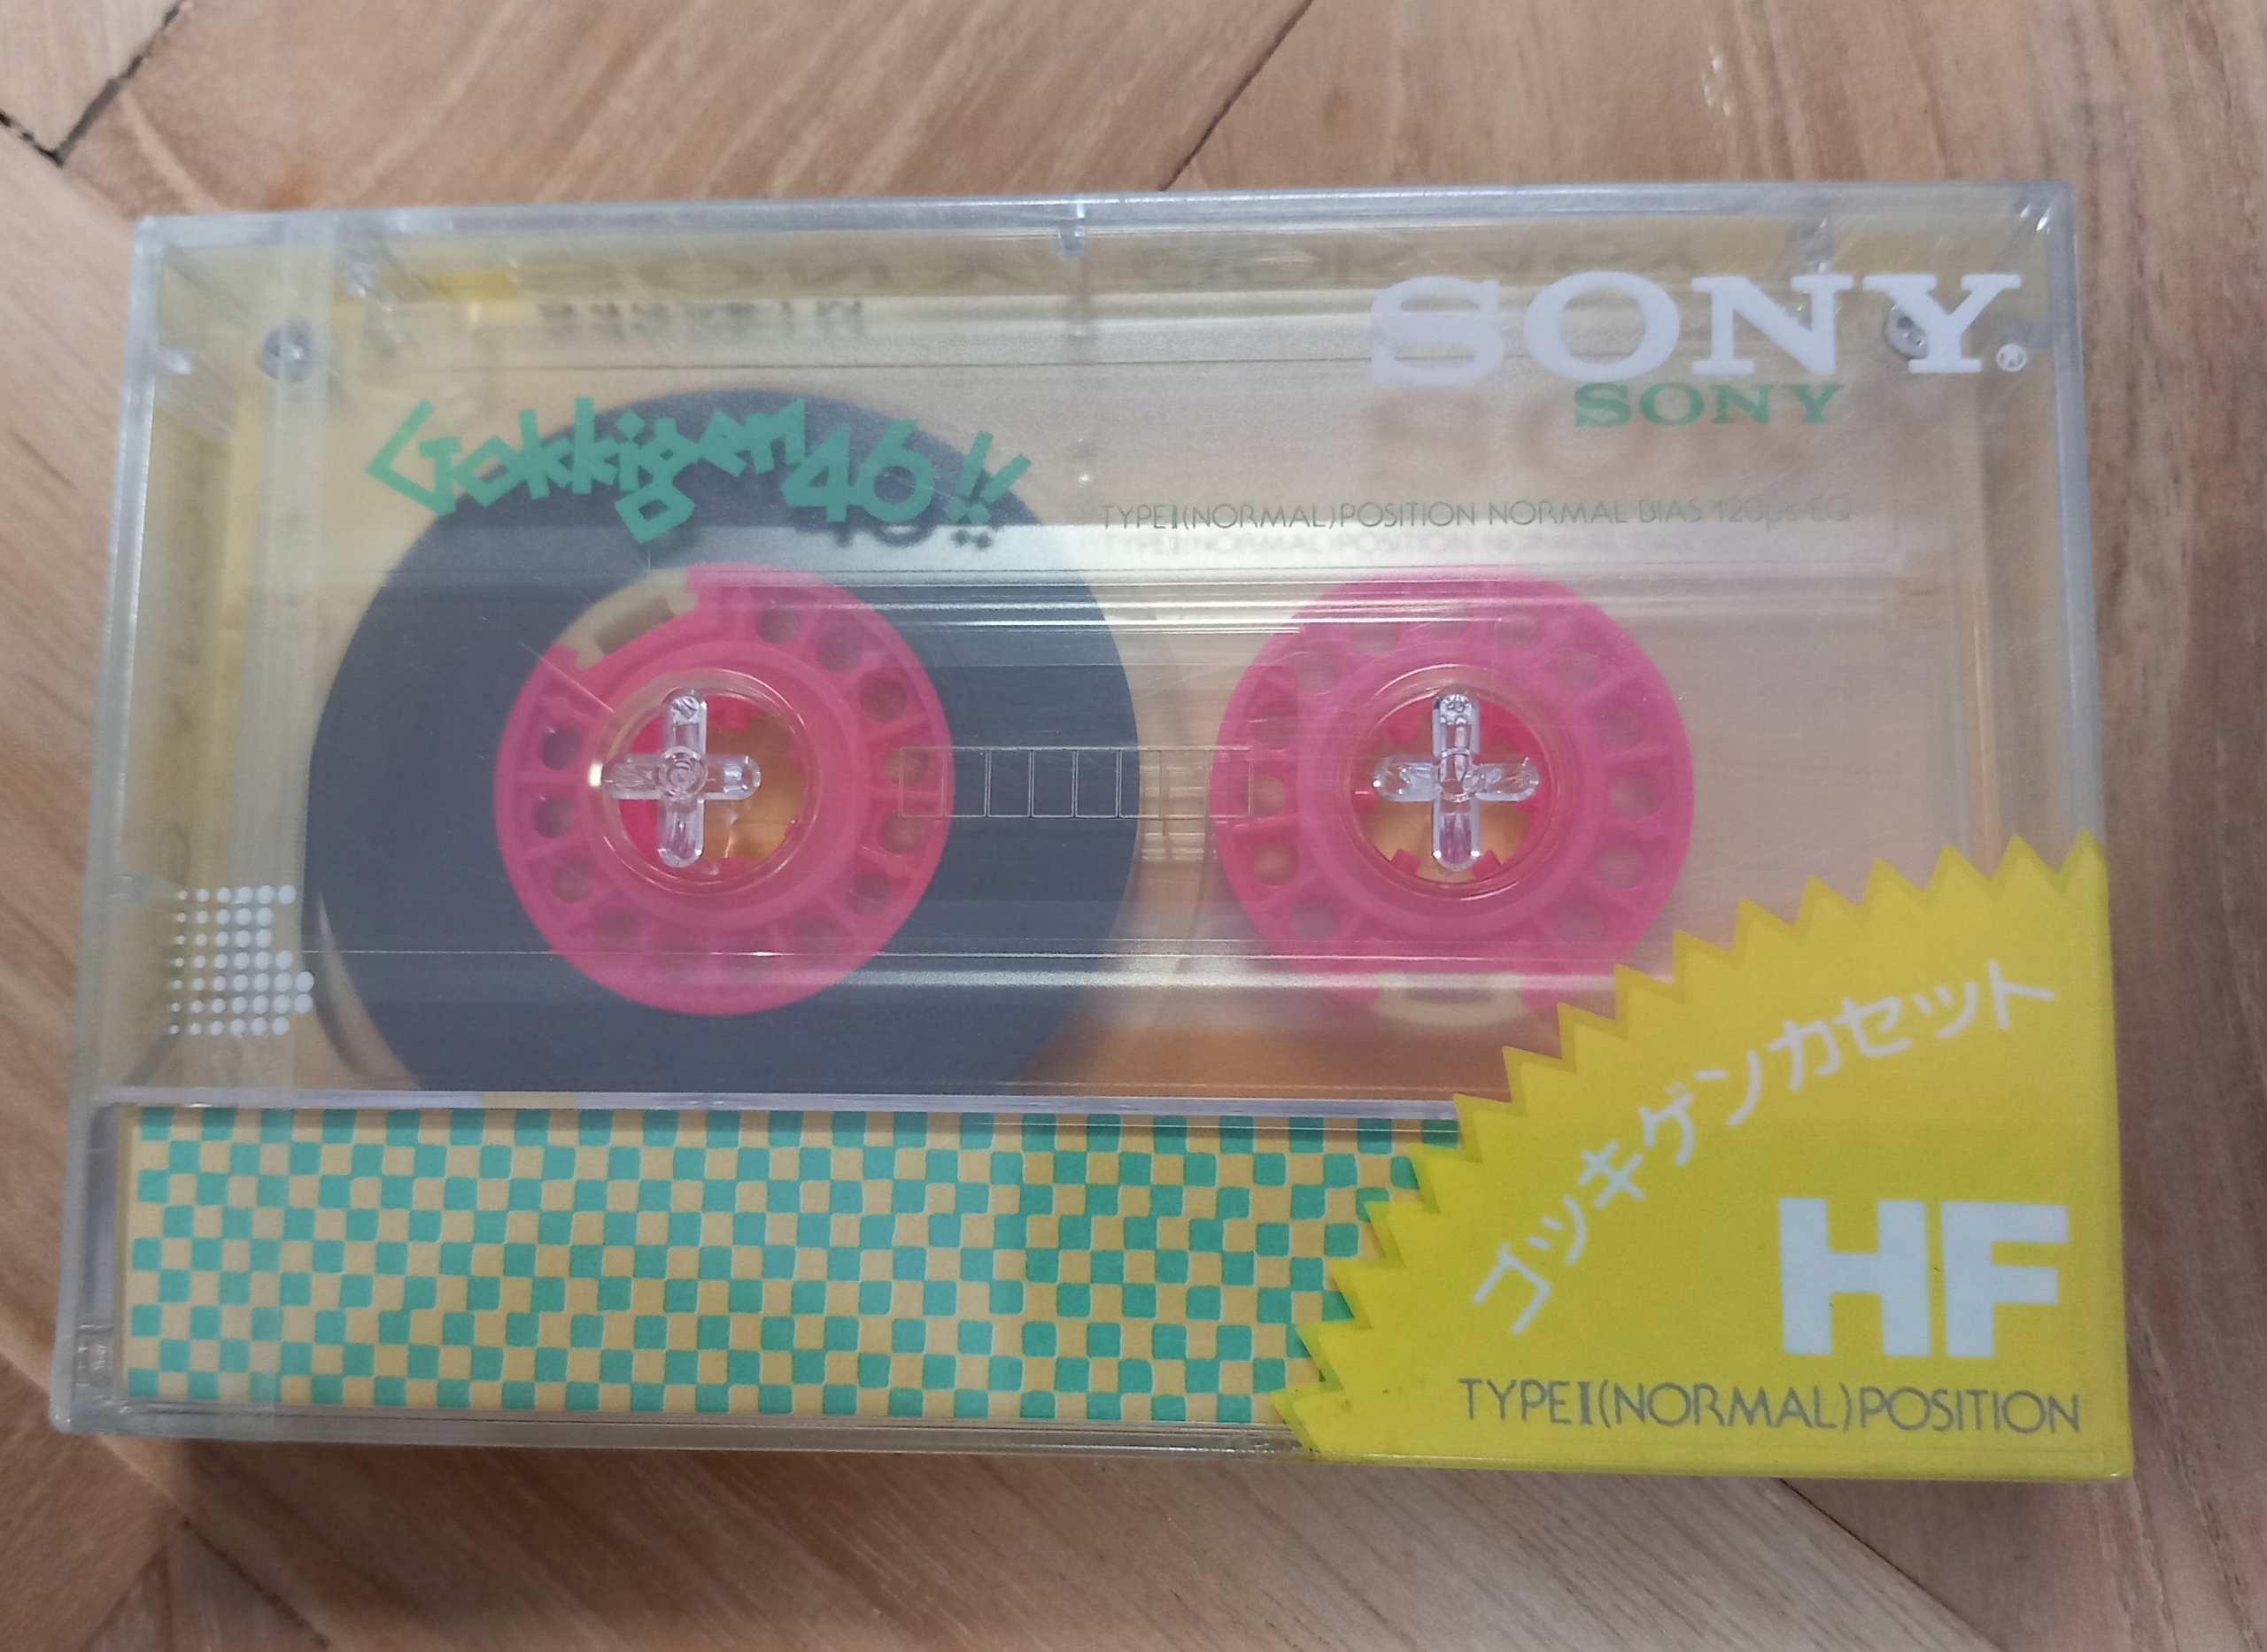 SONY®
SONY
Gokkigen 46!!
TYPE I (NORMAL) POSITION NORMAL BIAS 120µs EQ
ゴッキゲンカセット
HF
TYPE I (NORMAL) POSITION